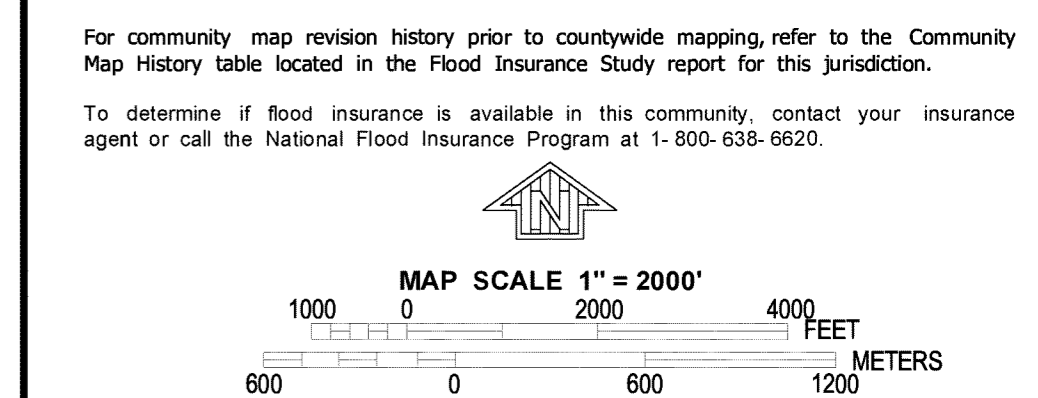 For community map revision history prior to countywide mapping, refer to the Community
Map History table located in the Flood Insurance Study report for this jurisdiction.
To determine if flood insurance is available in this community, contact your insurance
agent or call the National Flood Insurance Program at 1- 800- 638- 6620.
N
MAP SCALE 1" = 2000'
1000 0 2000 4000
FEET
METERS
600 0 600 1200